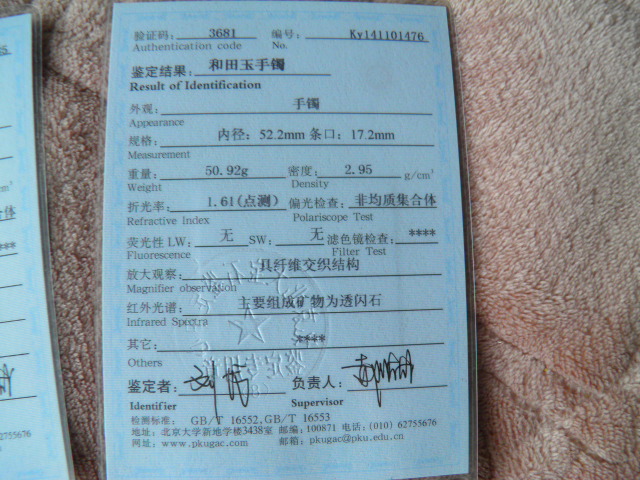 验证码： 3681 编号： Ky141101476
Authentication code No.
鉴定结果：和田玉手镯
Result of Identification
外观： 手镯
Appearance
规格： 内径：52.2mm 条口：17.2mm
Measurement
重量： 50.92g 密度： 2.95 g/cm³
Weight Density
折光率： 1.61(点测) 偏光检查： 非均质集合体
Refractive Index Polariscope Test
荧光性 LW： 无 SW： 无 滤色镜检查： ****
Fluorescence Filter Test
放大观察： 具纤维交织结构
Magnifier observation
红外光谱： 主要组成矿物为透闪石
Infrared Spectra
其它： ****
Others
鉴定者： 负责人：
Identifier Supervisor
检测标准： GB/T 16552,GB/T 16553
地址：北京大学新地学楼3438室 邮编：100871 电话：(010) 62755676
网址：www.pkugac.com 邮箱：pkugac@pku.edu.cn